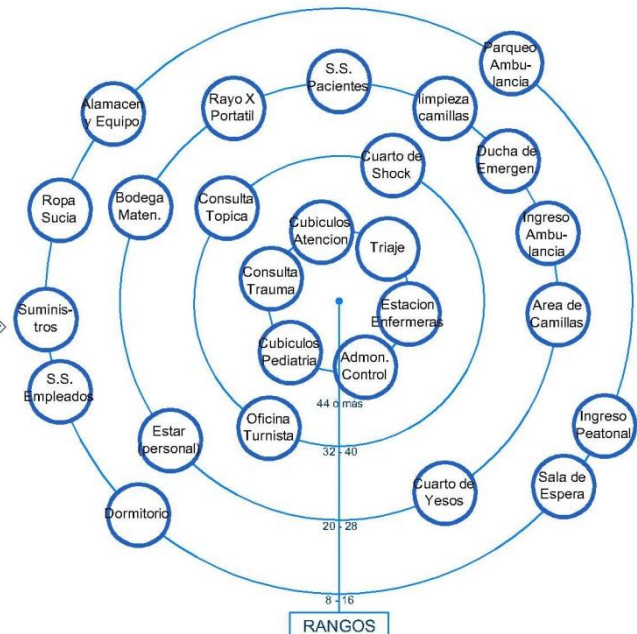 Parqueo
Ambu-
lancia
S.S.
Pacientes
Rayo X
Portatil
limpieza
camillas
Alamacen
y Equipo
Ducha de
Emergen.
Cuarto de
Shock
Ropa
Sucia
Bodega
Maten.
Consulta
Topica
Cubiculos
Atencion
Triaje
Ingreso
Ambu-
lancia
Consulta
Trauma
Estacion
Enfermeras
Area de
Camillas
Suminis-
tros
Cubiculos
Pediatria
Admon.
Control
S.S.
Empleados
44 ó mas
Oficina
Turnista
Estar
(personal)
32 - 40
Ingreso
Peatonal
Cuarto de
Yesos
Sala de
Espera
Dormitorio
20 - 28
8 - 16
RANGOS